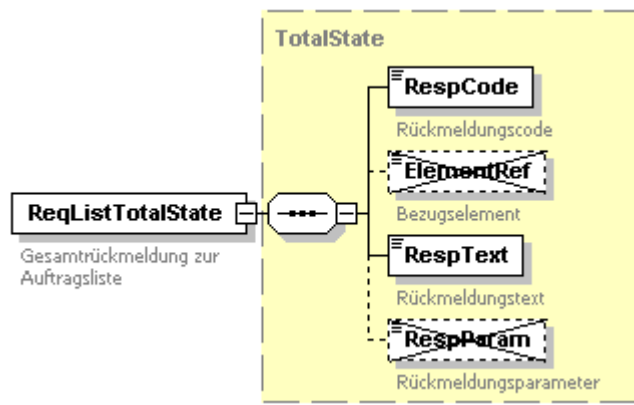 TotalState
RespCode
Rückmeldungscode
ElementRef
Bezugselement
ReqListTotalState
Gesamtrückmeldung zur
Auftragsliste
RespText
Rückmeldungstext
RespParam
Rückmeldungsparameter